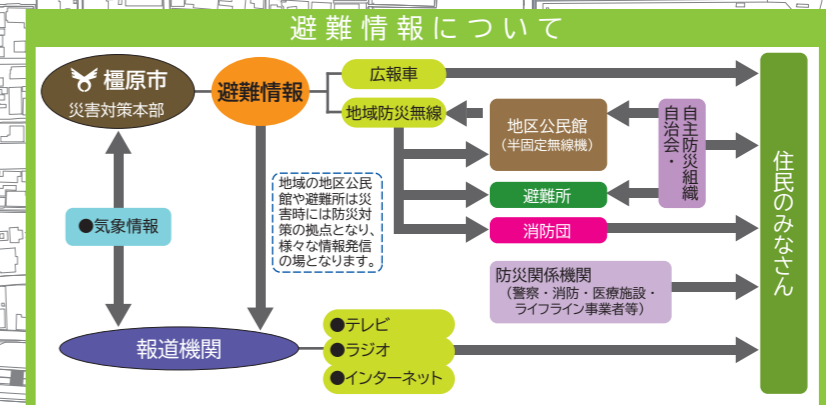 避難情報について
橿原市
災害対策本部
避難情報
広報車
地域防災無線
地区公民館
（半固定無線機）
自治会・
自主防災組織
避難所
消防団
地域の地区公民
館や避難所は災
害時には防災対
策の拠点となり、
様々な情報発信
の場となります。
●気象情報
防災関係機関
（警察・消防・医療施設・
ライフライン事業者等）
報道機関
●テレビ
●ラジオ
●インターネット
住民のみなさん